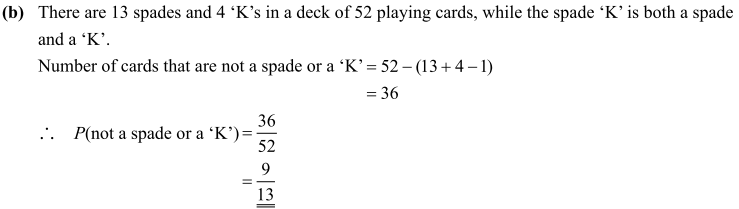 (b) There are 13 spades and 4 ‘K’s in a deck of 52 playing cards, while the spade ‘K’ is both a spade
and a ‘K’.
Number of cards that are not a spade or a ‘K’ = 52 − (13 + 4 − 1)
= 36
∴ P(not a spade or a ‘K’) = 36/52
= 9/13